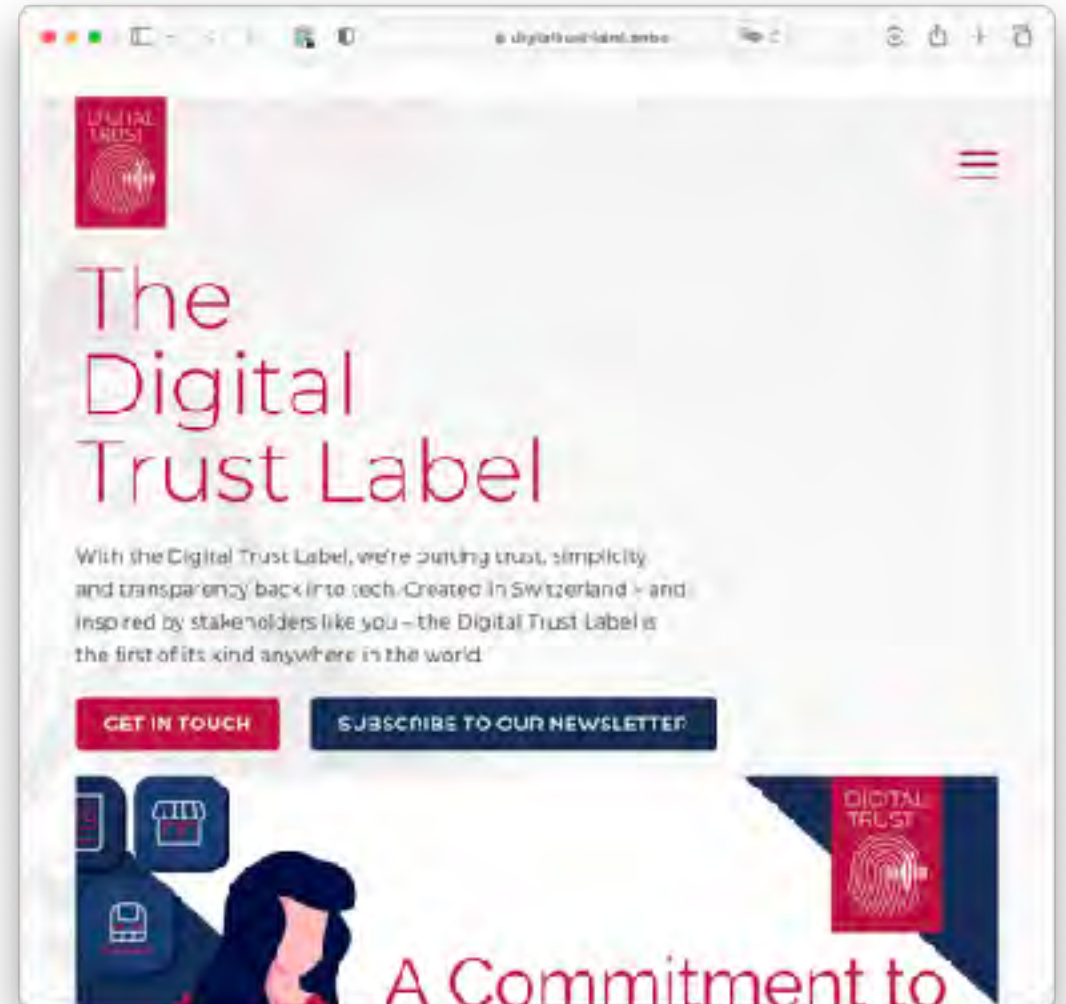 DIGITAL
TRUST
The
Digital
Trust Label
With the Digital Trust Label, we're putting trust, simplicity
and transparency back into tech. Created in Switzerland – and
inspired by stakeholders like you – the Digital Trust Label is
the first of its kind anywhere in the world.
GET IN TOUCH
SUBSCRIBE TO OUR NEWSLETTER
DIGITAL
TRUST
A Commitment to